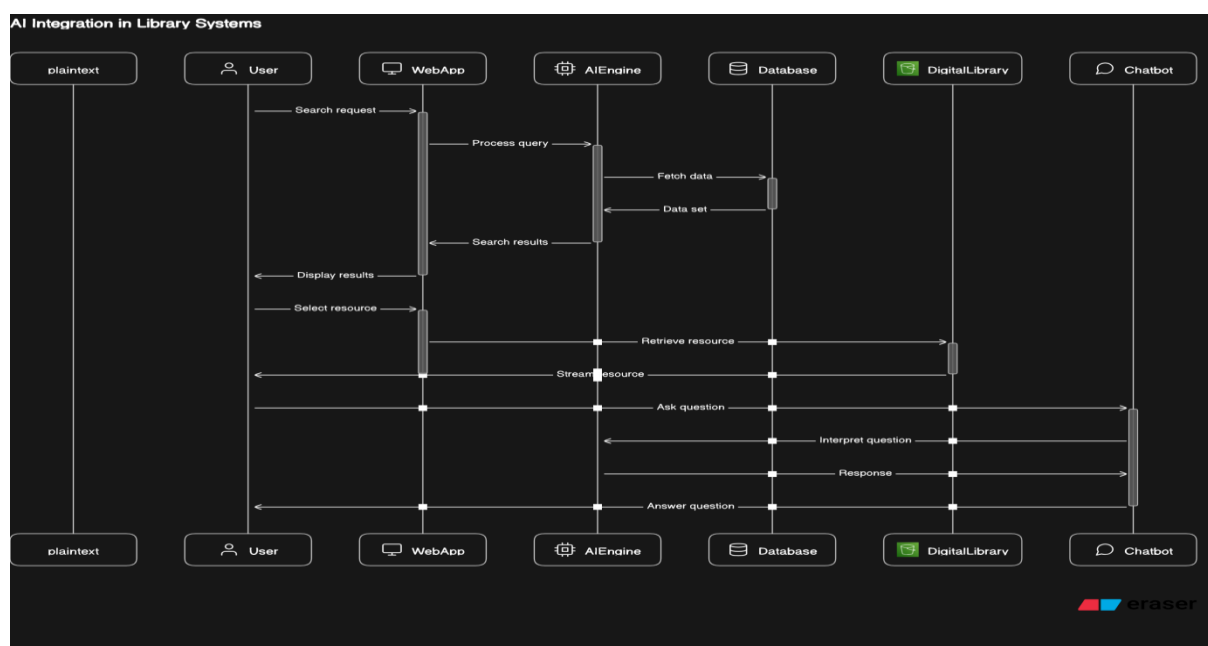 AI Integration in Library Systems
plaintext User WebApp AIEngine Database DigitalLibrary Chatbot
Search request
Process query
Fetch data
Data set
Search results
Display results
Select resource
Retrieve resource
Stream esource
Ask question
Interpret question
Response
Answer question
plaintext User WebApp AIEngine Database DigitalLibrary Chatbot
eraser